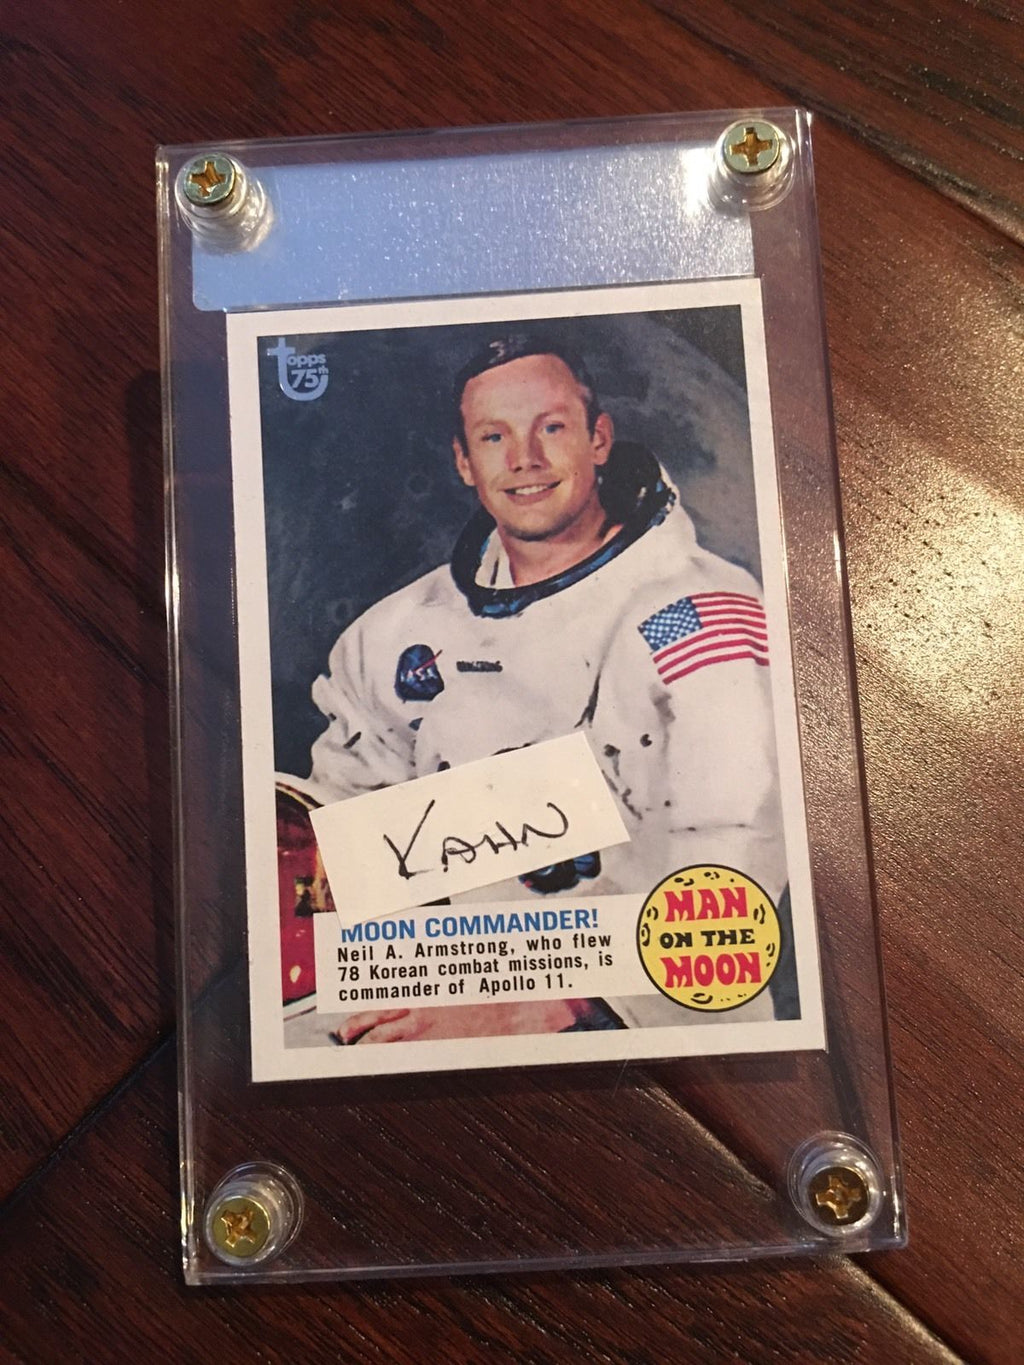 topps
75th
NASA
KAHN
MOON COMMANDER!
Neil A. Armstrong, who flew
78 Korean combat missions, is
commander of Apollo 11.
MAN
ON THE
MOON